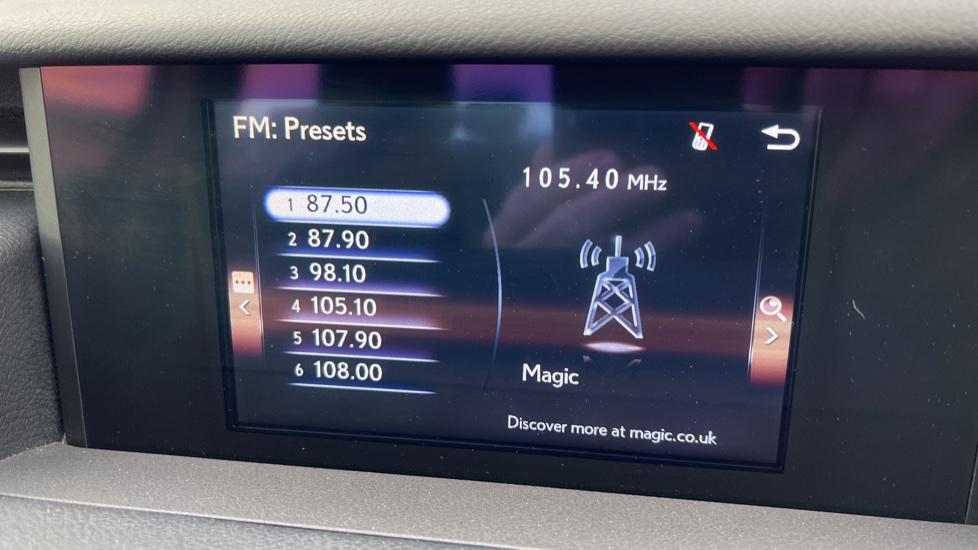 FM: Presets
105.40 MHz
1 87.50
2 87.90
3 98.10
4 105.10
5 107.90
6 108.00
Magic
Discover more at magic.co.uk